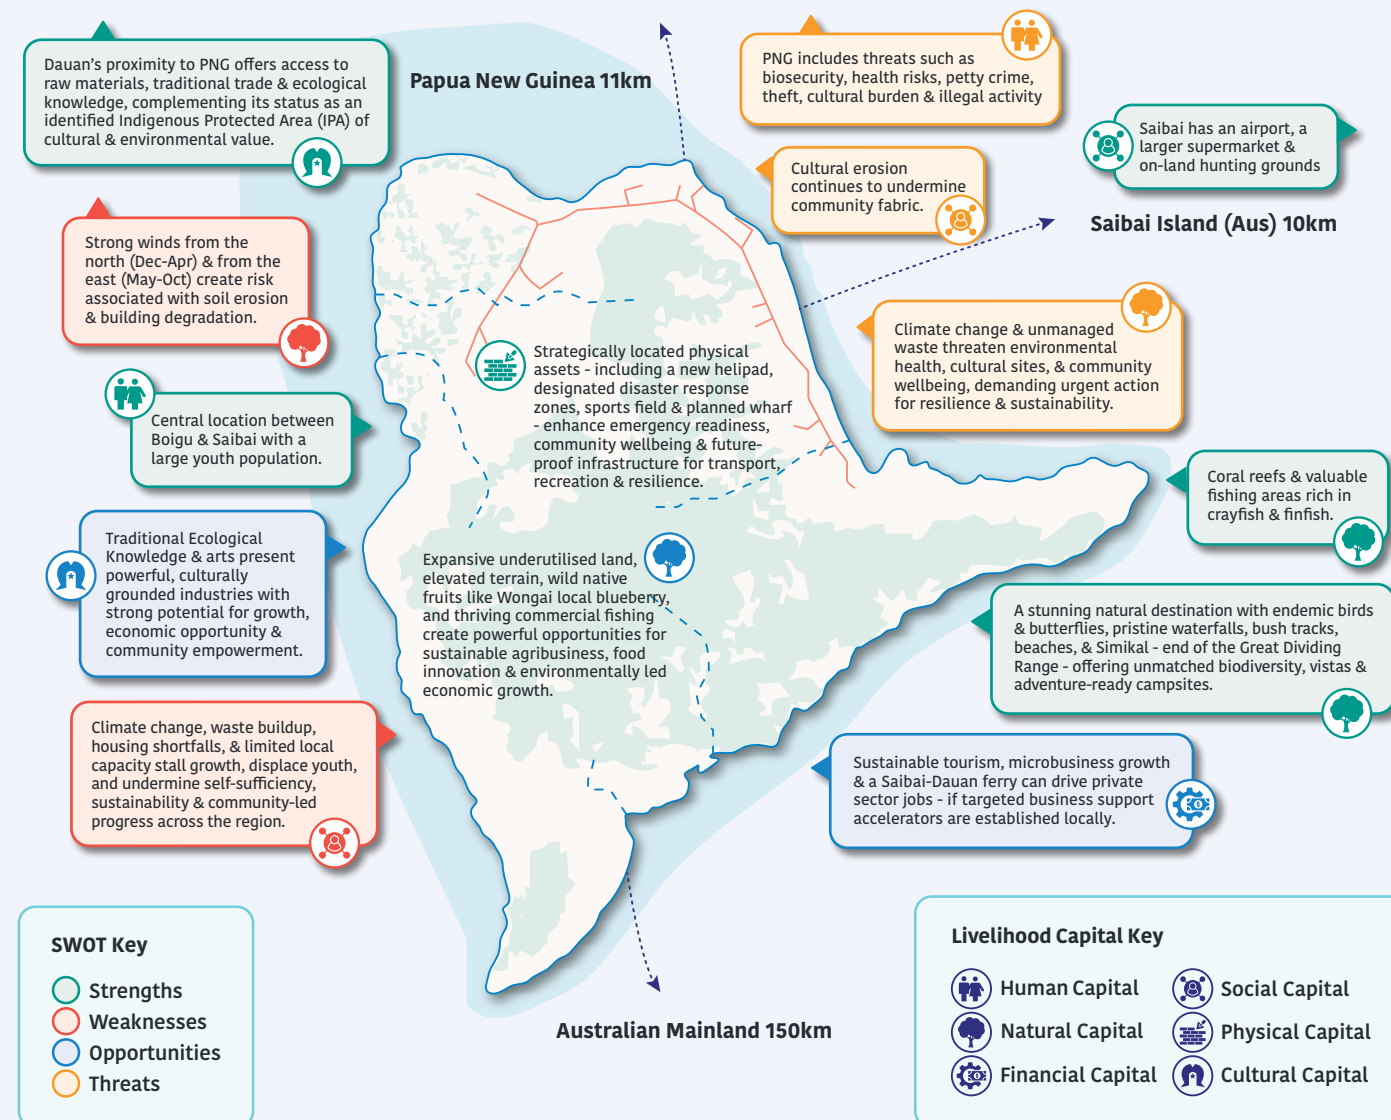 Dauan’s proximity to PNG offers access to
raw materials, traditional trade & ecological
knowledge, complementing its status as an
identified Indigenous Protected Area (IPA) of
cultural & environmental value.
Papua New Guinea 11km
PNG includes threats such as
biosecurity, health risks, petty crime,
theft, cultural burden & illegal activity
Saibai has an airport, a
larger supermarket &
on-land hunting grounds
Cultural erosion
continues to undermine
community fabric.
Saibai Island (Aus) 10km
Strong winds from the
north (Dec-Apr) & from the
east (May-Oct) create risk
associated with soil erosion
& building degradation.
Climate change & unmanaged
waste threaten environmental
health, cultural sites, & community
wellbeing, demanding urgent action
for resilience & sustainability.
Strategically located physical
assets - including a new helipad,
designated disaster response
zones, sports field & planned wharf
- enhance emergency readiness,
community wellbeing & future-
proof infrastructure for transport,
recreation & resilience.
Central location between
Boigu & Saibai with a
large youth population.
Coral reefs & valuable
fishing areas rich in
crayfish & finfish.
Traditional Ecological
Knowledge & arts present
powerful, culturally
grounded industries with
strong potential for growth,
economic opportunity &
community empowerment.
Expansive underutilised land,
elevated terrain, wild native
fruits like Wongai local blueberry,
and thriving commercial fishing
create powerful opportunities for
sustainable agribusiness, food
innovation & environmentally led
economic growth.
A stunning natural destination with endemic birds
& butterflies, pristine waterfalls, bush tracks,
beaches, & Simikal - end of the Great Dividing
Range - offering unmatched biodiversity, vistas &
adventure-ready campsites.
Climate change, waste buildup,
housing shortfalls, & limited local
capacity stall growth, displace youth,
and undermine self-sufficiency,
sustainability & community-led
progress across the region.
Sustainable tourism, microbusiness growth
& a Saibai-Dauan ferry can drive private
sector jobs - if targeted business support
accelerators are established locally.
SWOT Key
Strengths
Weaknesses
Opportunities
Threats
Australian Mainland 150km
Livelihood Capital Key
Human Capital
Social Capital
Natural Capital
Physical Capital
Financial Capital
Cultural Capital